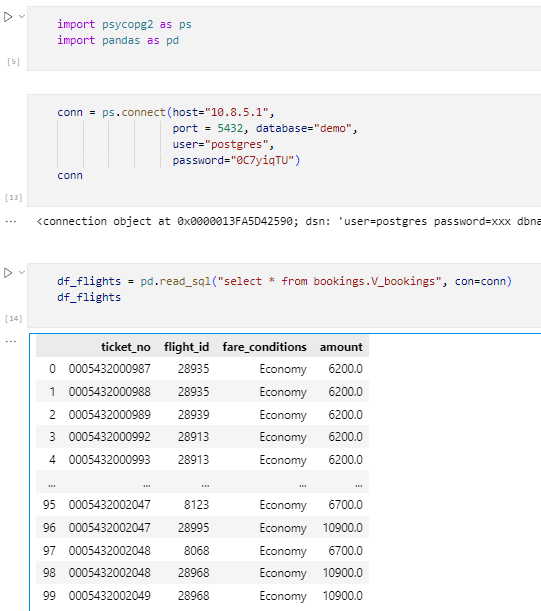 import psycopg2 as ps
import pandas as pd
[5]
conn = ps.connect(host="10.8.5.1",
port = 5432, database="demo",
user="postgres",
password="0C7yiqTU")
conn
[13]
... <connection object at 0x0000013FA5D42590; dsn: 'user=postgres password=xxx dbna
df_flights = pd.read_sql("select * from bookings.V_bookings", con=conn)
df_flights
[14]
...
ticket_no flight_id fare_conditions amount
0 0005432000987 28935 Economy 6200.0
1 0005432000988 28935 Economy 6200.0
2 0005432000989 28939 Economy 6200.0
3 0005432000992 28913 Economy 6200.0
4 0005432000993 28913 Economy 6200.0
... ... ... ... ...
95 0005432002047 8123 Economy 6700.0
96 0005432002047 28995 Economy 10900.0
97 0005432002048 8068 Economy 6700.0
98 0005432002048 28968 Economy 10900.0
99 0005432002049 28968 Economy 10900.0